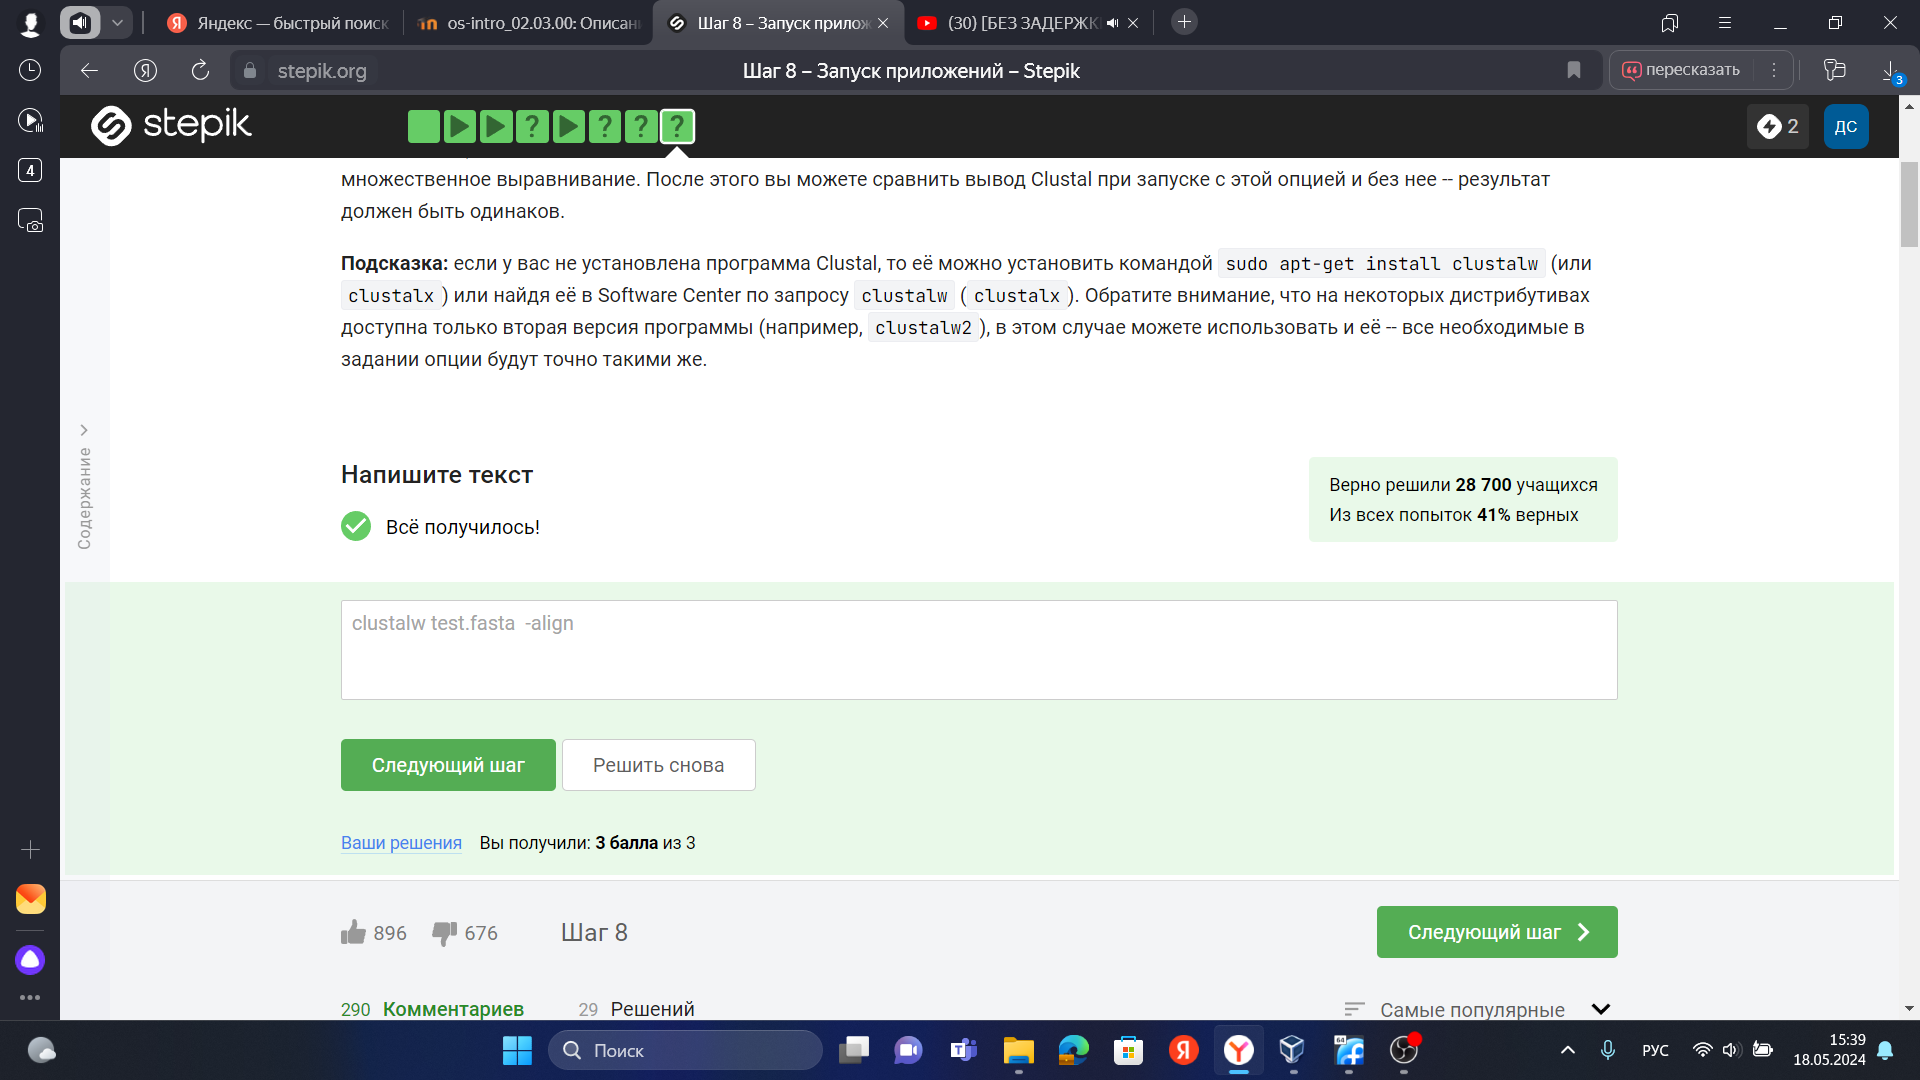 Яндекс — быстрый поиск
os-intro_02.03.00: Описан
Шаг 8 – Запуск прилож
(30) [БЕЗ ЗАДЕРЖК
stepik.org
Шаг 8 – Запуск приложений – Stepik
пересказать
3
stepik
2
ДС
4
множественное выравнивание. После этого вы можете сравнить вывод Clustal при запуске с этой опцией и без нее -- результат
должен быть одинаков.
Подсказка: если у вас не установлена программа Clustal, то её можно установить командой sudo apt-get install clustalw (или
clustalx ) или найдя её в Software Center по запросу clustalw ( clustalx ). Обратите внимание, что на некоторых дистрибутивах
доступна только вторая версия программы (например, clustalw2 ), в этом случае можете использовать и её -- все необходимые в
задании опции будут точно такими же.
Содержание
Напишите текст
Всё получилось!
Верно решили 28 700 учащихся
Из всех попыток 41% верных
clustalw test.fasta  -align
Следующий шаг
Решить снова
Ваши решения Вы получили: 3 балла из 3
896
676
Шаг 8
Следующий шаг
290 Комментариев
29 Решений
Самые популярные
Поиск
РУС
15:39
18.05.2024